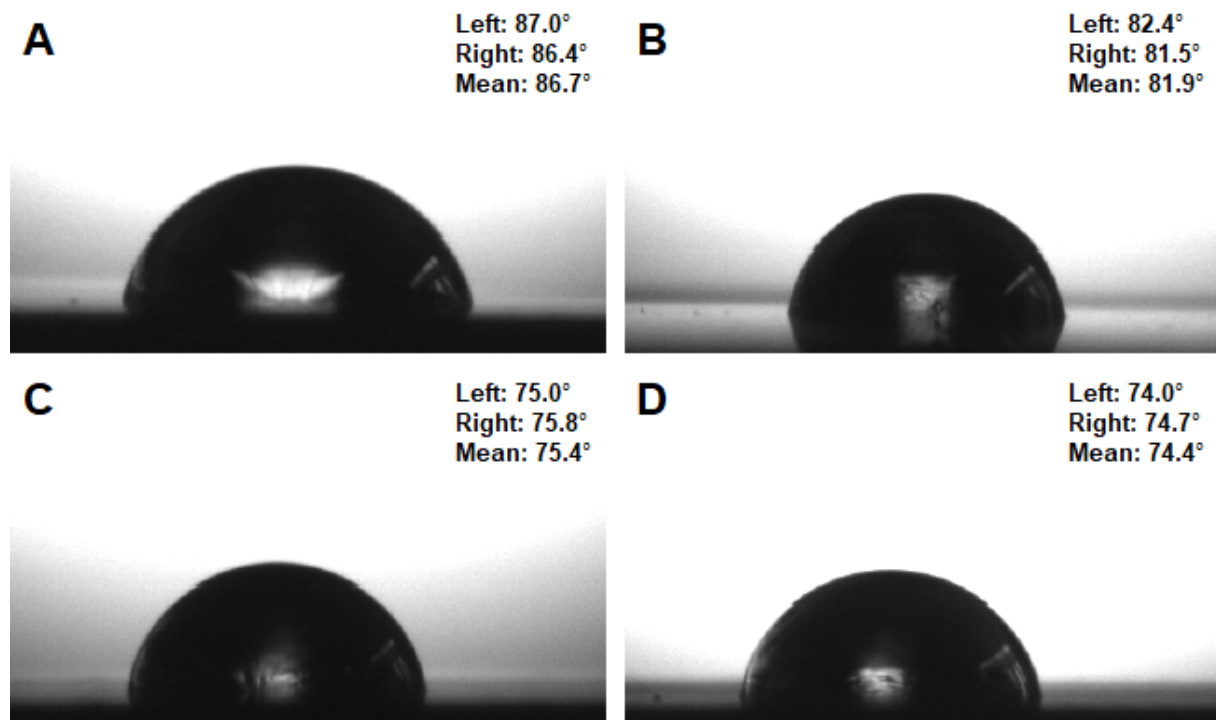 A
Left: 87.0°
Right: 86.4°
Mean: 86.7°
B
Left: 82.4°
Right: 81.5°
Mean: 81.9°
C
Left: 75.0°
Right: 75.8°
Mean: 75.4°
D
Left: 74.0°
Right: 74.7°
Mean: 74.4°